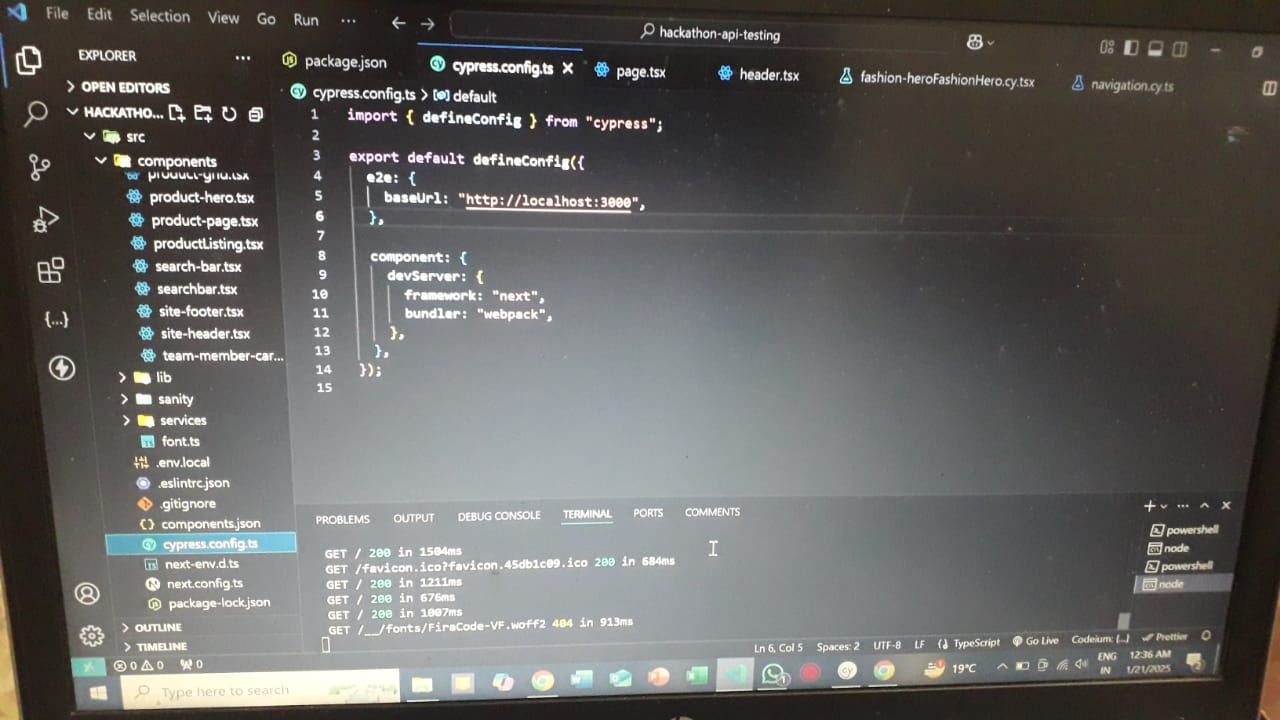 File Edit Selection View Go Run ...
hackathon-api-testing
EXPLORER ...
package.json
cypress.config.ts
page.tsx
header.tsx
fashion-heroFashionHero.cy.tsx
navigation.cy.ts
OPEN EDITORS
HACKATHO...
src
components
product-grid.tsx
product-hero.tsx
product-page.tsx
productListing.tsx
search-bar.tsx
searchbar.tsx
site-footer.tsx
site-header.tsx
team-member-car...
lib
sanity
services
font.ts
.env.local
.eslintrc.json
.gitignore
components.json
cypress.config.ts
next-env.d.ts
next.config.ts
package-lock.json
OUTLINE
TIMELINE
cypress.config.ts > default
1 import { defineConfig } from "cypress";
2
3 export default defineConfig({
4 e2e: {
5 baseUrl: "http://localhost:3000",
6 },
7
8 component: {
9 devServer: {
10 framework: "next",
11 bundler: "webpack",
12 },
13 },
14 });
15
PROBLEMS OUTPUT DEBUG CONSOLE TERMINAL PORTS COMMENTS
GET / 200 in 1504ms
GET /favicon.ico?favicon.45db1c09.ico 200 in 684ms
GET / 200 in 1211ms
GET / 200 in 676ms
GET / 200 in 1007ms
GET /__/fonts/FiraCode-VF.woff2 404 in 913ms
powershell
node
powershell
node
0 0 0
Ln 6, Col 5 Spaces: 2 UTF-8 LF TypeScript Go Live Codeium: {...} Prettier
Type here to search
19°C
ENG
IN
12:36 AM
1/21/2025
2